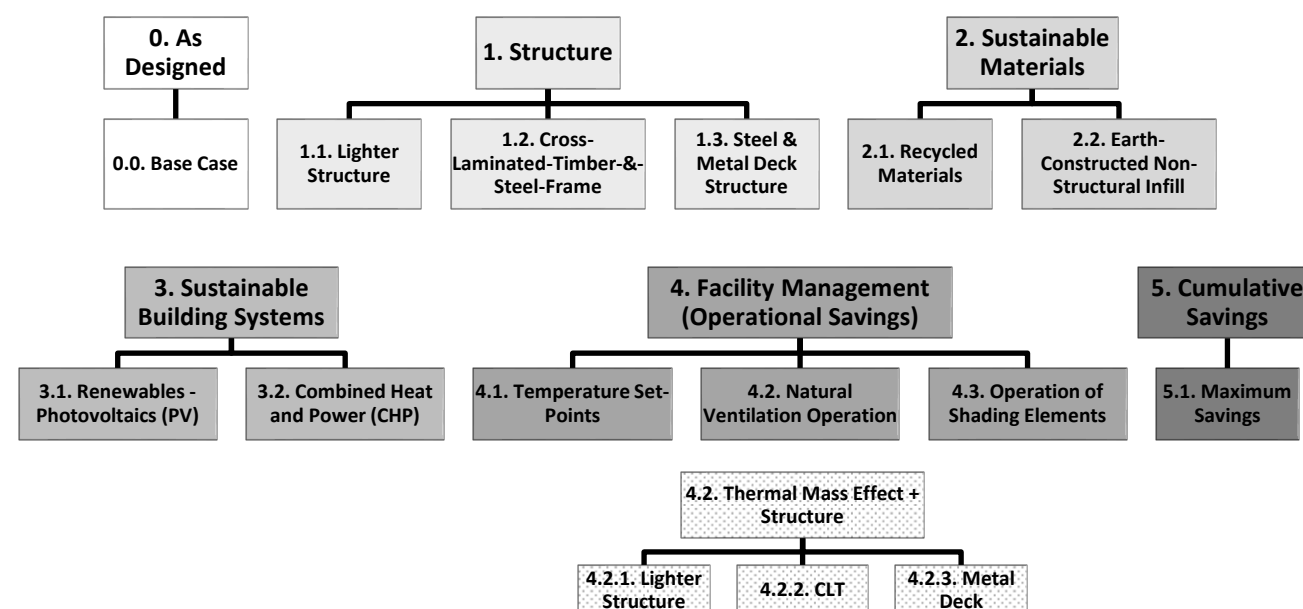 0. As
Designed
1. Structure
2. Sustainable
Materials
0.0. Base Case
1.1. Lighter
Structure
1.2. Cross-
Laminated-Timber-&-
Steel-Frame
1.3. Steel &
Metal Deck
Structure
2.1. Recycled
Materials
2.2. Earth-
Constructed Non-
Structural Infill
3. Sustainable
Building Systems
4. Facility Management
(Operational Savings)
5. Cumulative
Savings
3.1. Renewables -
Photovoltaics (PV)
3.2. Combined Heat
and Power (CHP)
4.1. Temperature Set-
Points
4.2. Natural
Ventilation Operation
4.3. Operation of
Shading Elements
5.1. Maximum
Savings
4.2. Thermal Mass Effect +
Structure
4.2.1. Lighter
Structure
4.2.2. CLT
4.2.3. Metal
Deck